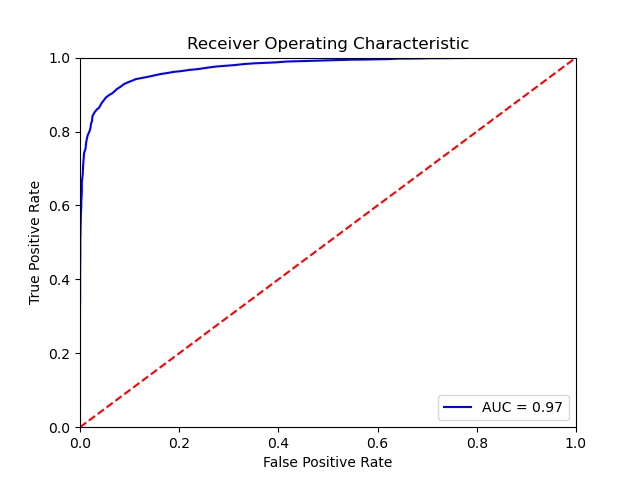 Receiver Operating Characteristic
1.0
0.8
0.6
0.4
0.2
0.0
True Positive Rate
AUC = 0.97
0.0 0.2 0.4 0.6 0.8 1.0
False Positive Rate